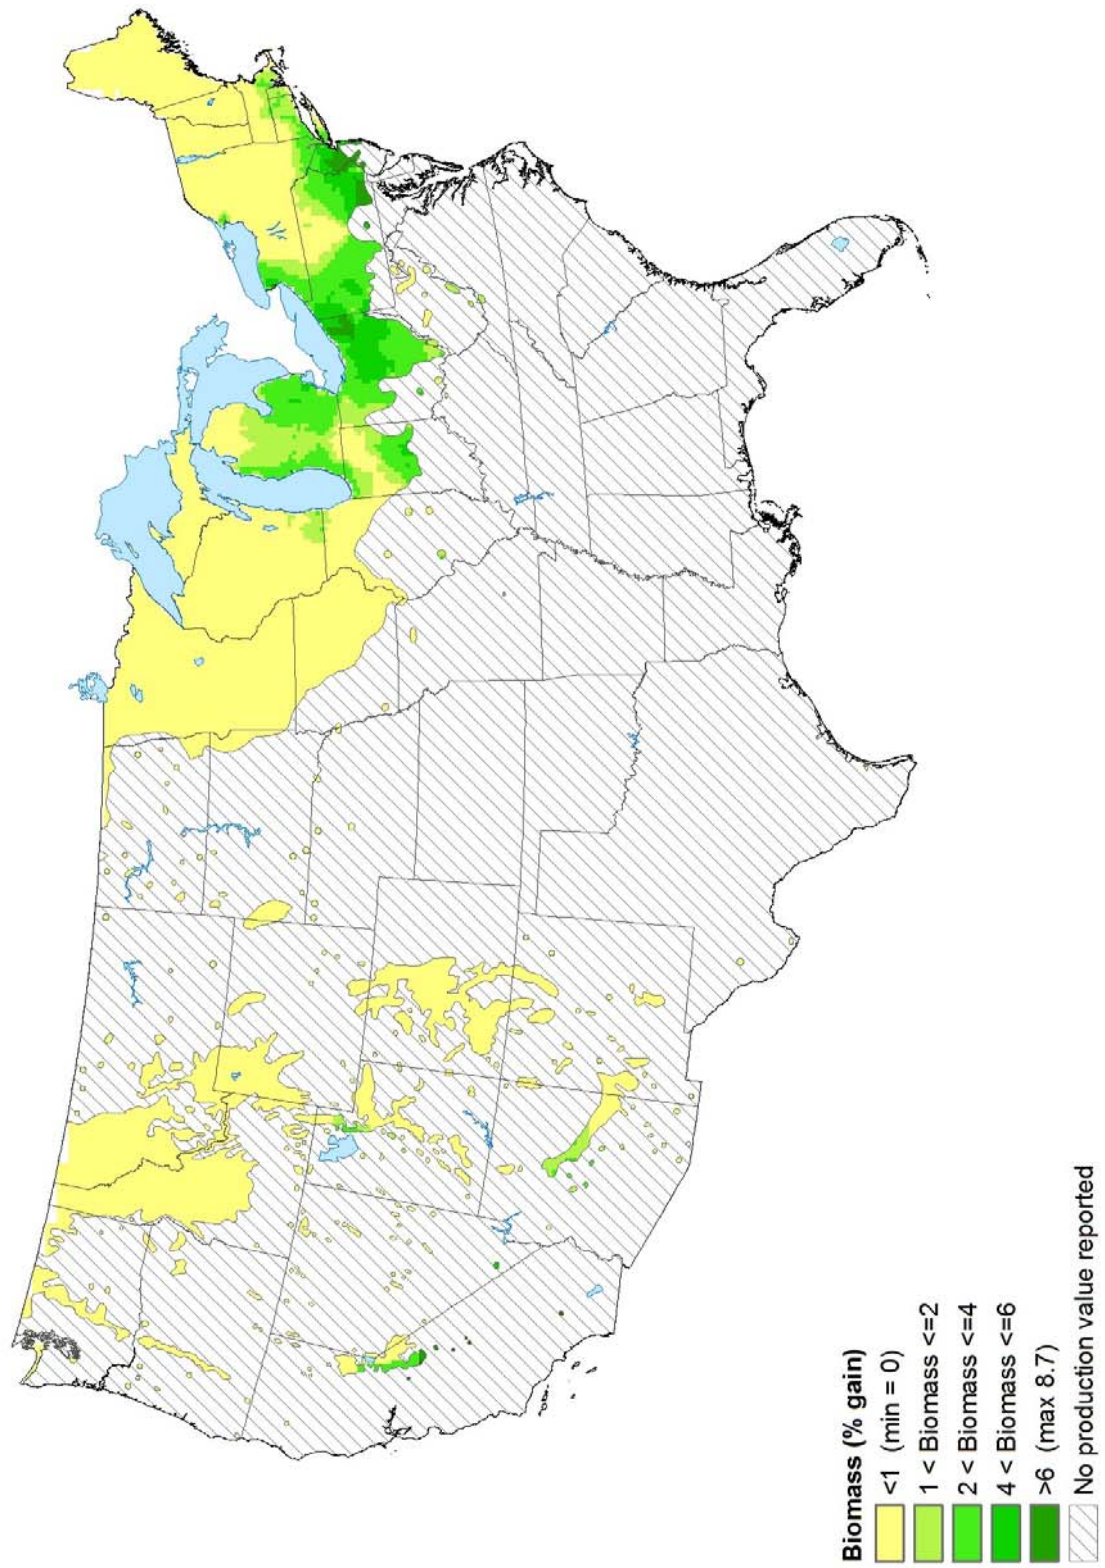 Biomass (% gain)
<1 (min = 0)
1 < Biomass <=2
2 < Biomass <=4
4 < Biomass <=6
>6 (max 8.7)
No production value reported